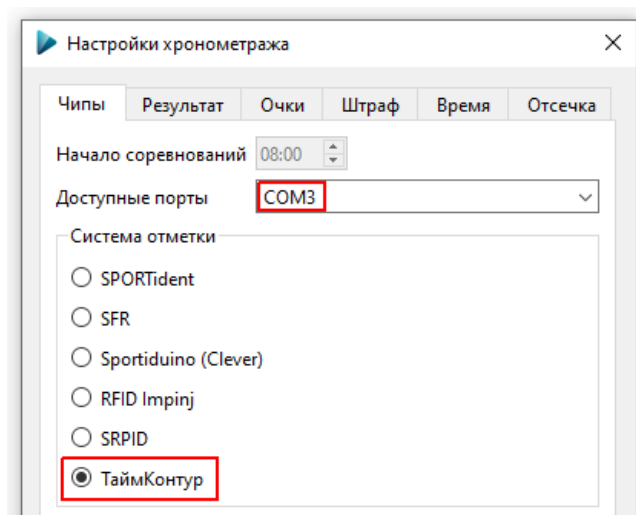 Настройки хронометража
Чипы Результат Очки Штраф Время Отсечка
Начало соревнований 08:00
Доступные порты COM3
Система отметки
SPORTident
SFR
Sportiduino (Clever)
RFID Impinj
SRPID
ТаймКонтур